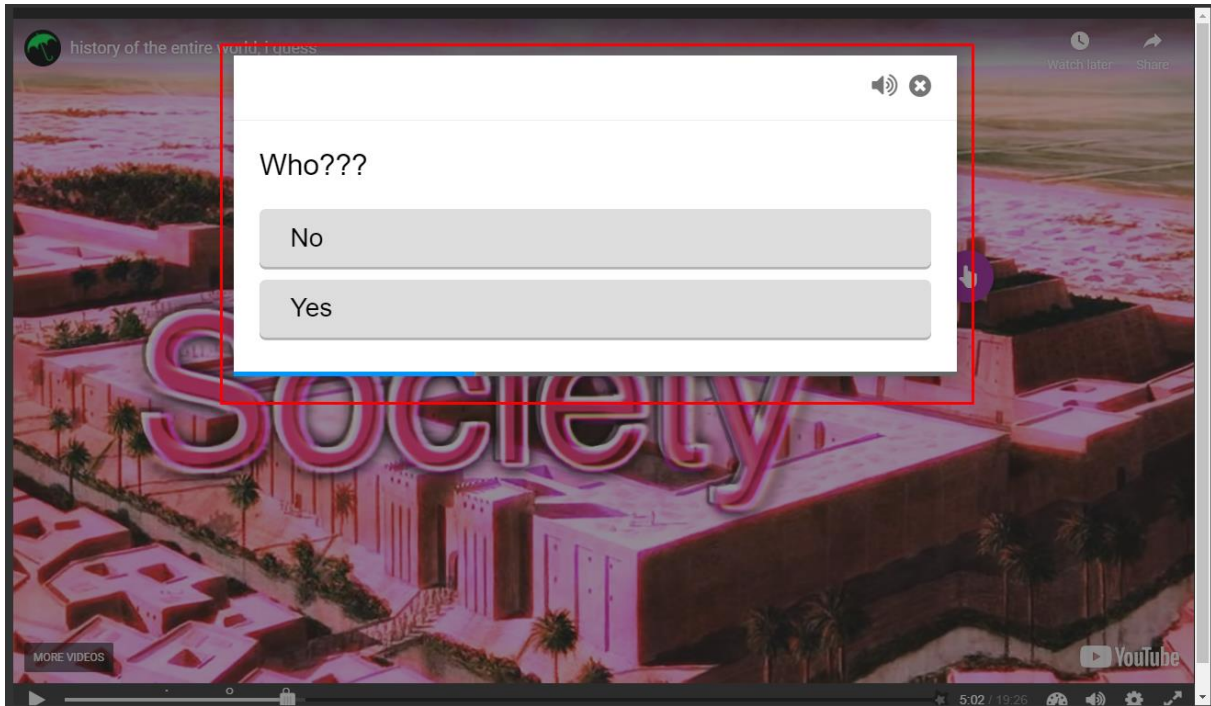 history of the entire world, i guess
Watch later
Share
Who???
No
Yes
Society
MORE VIDEOS
YouTube
5:02 / 19:26